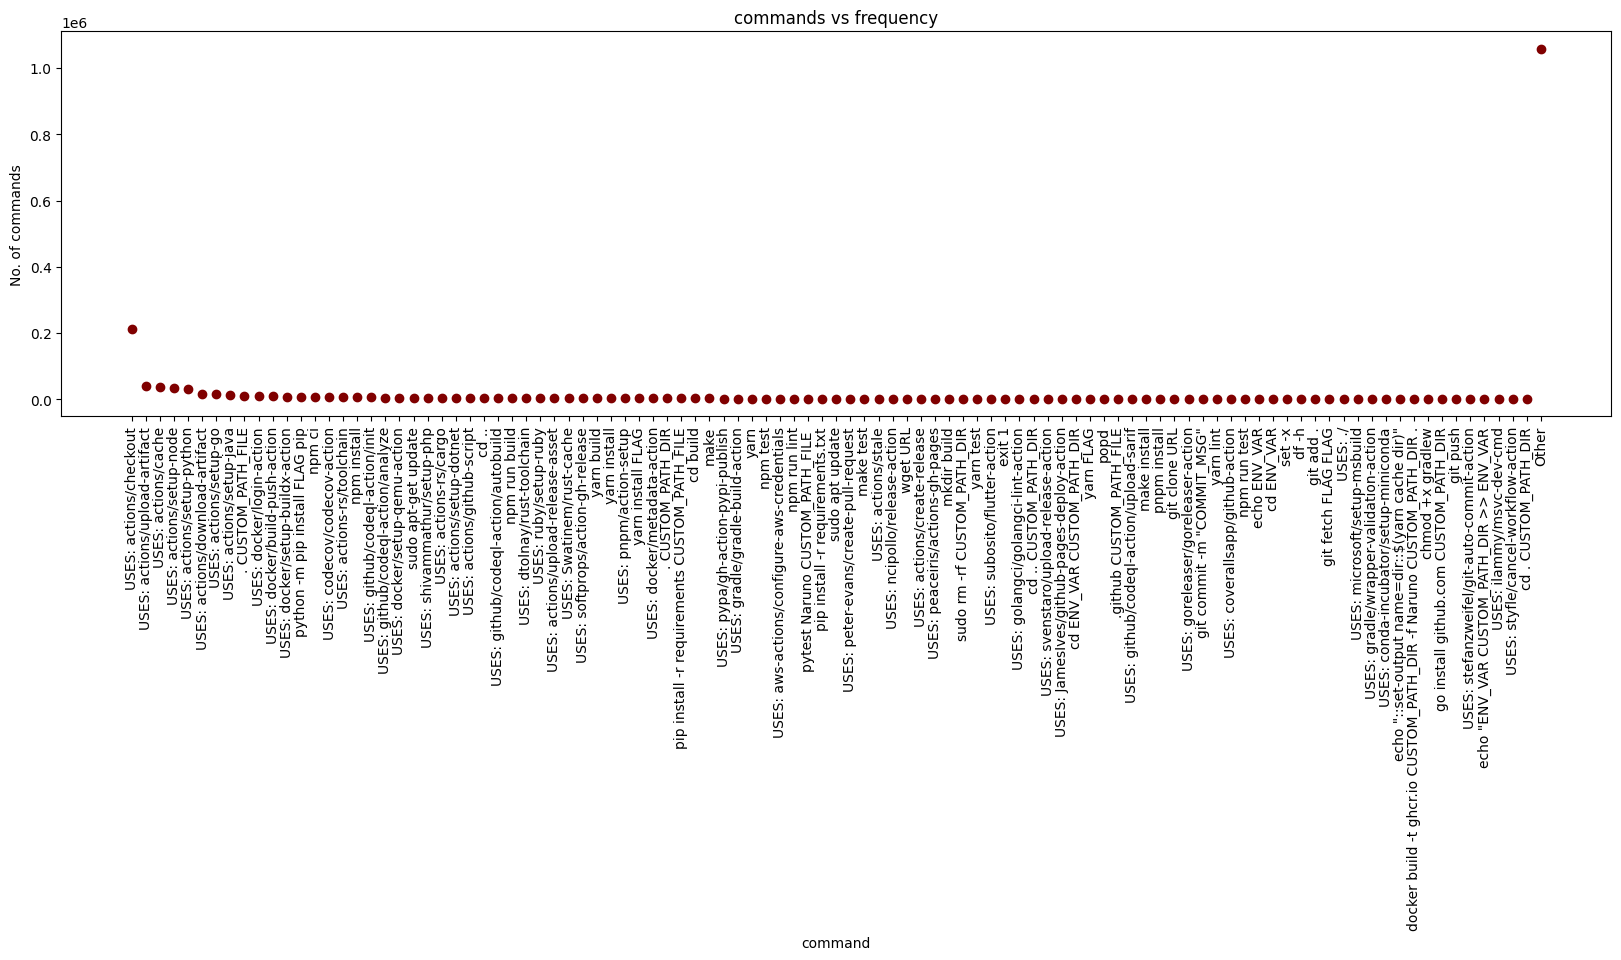 commands vs frequency
1e6
1.0
0.8
0.6
0.4
0.2
0.0
No. of commands
USES: actions/checkout
USES: actions/upload-artifact
USES: actions/cache
USES: actions/setup-node
USES: actions/setup-python
USES: actions/download-artifact
USES: actions/setup-go
USES: actions/setup-java
. CUSTOM_PATH_FILE
USES: docker/login-action
USES: docker/build-push-action
USES: docker/setup-buildx-action
python -m pip install FLAG pip
npm ci
USES: codecov/codecov-action
USES: actions-rs/toolchain
npm install
USES: github/codeql-action/init
USES: github/codeql-action/analyze
USES: docker/setup-qemu-action
sudo apt-get update
USES: shivammathur/setup-php
USES: actions-rs/cargo
USES: actions/setup-dotnet
USES: actions/github-script
cd ..
USES: github/codeql-action/autobuild
npm run build
USES: dtolnay/rust-toolchain
USES: ruby/setup-ruby
USES: actions/upload-release-asset
USES: Swatinem/rust-cache
USES: softprops/action-gh-release
yarn build
yarn install
USES: pnpm/action-setup
yarn install FLAG
USES: docker/metadata-action
. CUSTOM_PATH_DIR
pip install -r requirements CUSTOM_PATH_FILE
cd build
make
USES: pypa/gh-action-pypi-publish
USES: gradle/gradle-build-action
yarn
npm test
USES: aws-actions/configure-aws-credentials
npm run lint
pytest Naruno CUSTOM_PATH_FILE
pip install -r requirements.txt
sudo apt update
USES: peter-evans/create-pull-request
make test
USES: actions/stale
USES: ncipollo/release-action
wget URL
USES: actions/create-release
USES: peaceiris/actions-gh-pages
mkdir build
sudo rm -rf CUSTOM_PATH_DIR
yarn test
USES: subosito/flutter-action
exit 1
USES: golangci/golangci-lint-action
cd .. CUSTOM_PATH_DIR
USES: svenstaro/upload-release-action
USES: JamesIves/github-pages-deploy-action
cd ENV_VAR CUSTOM_PATH_DIR
yarn FLAG
popd
.github CUSTOM_PATH_FILE
USES: github/codeql-action/upload-sarif
make install
pnpm install
git clone URL
USES: goreleaser/goreleaser-action
git commit -m "COMMIT_MSG"
yarn lint
USES: coverallsapp/github-action
npm run test
echo ENV_VAR
cd ENV_VAR
set -x
df -h
git add .
git fetch FLAG FLAG
USES: ./
USES: microsoft/setup-msbuild
USES: gradle/wrapper-validation-action
USES: conda-incubator/setup-miniconda
echo "::set-output name=dir::$(yarn cache dir)"
docker build -t ghcr.io CUSTOM_PATH_DIR -f Naruno CUSTOM_PATH_DIR .
chmod +x gradlew
go install github.com CUSTOM_PATH_DIR
git push
USES: stefanzweifel/git-auto-commit-action
echo "ENV_VAR CUSTOM_PATH_DIR >> ENV_VAR
USES: ilammy/msvc-dev-cmd
USES: styfle/cancel-workflow-action
cd . CUSTOM_PATH_DIR
Other
command